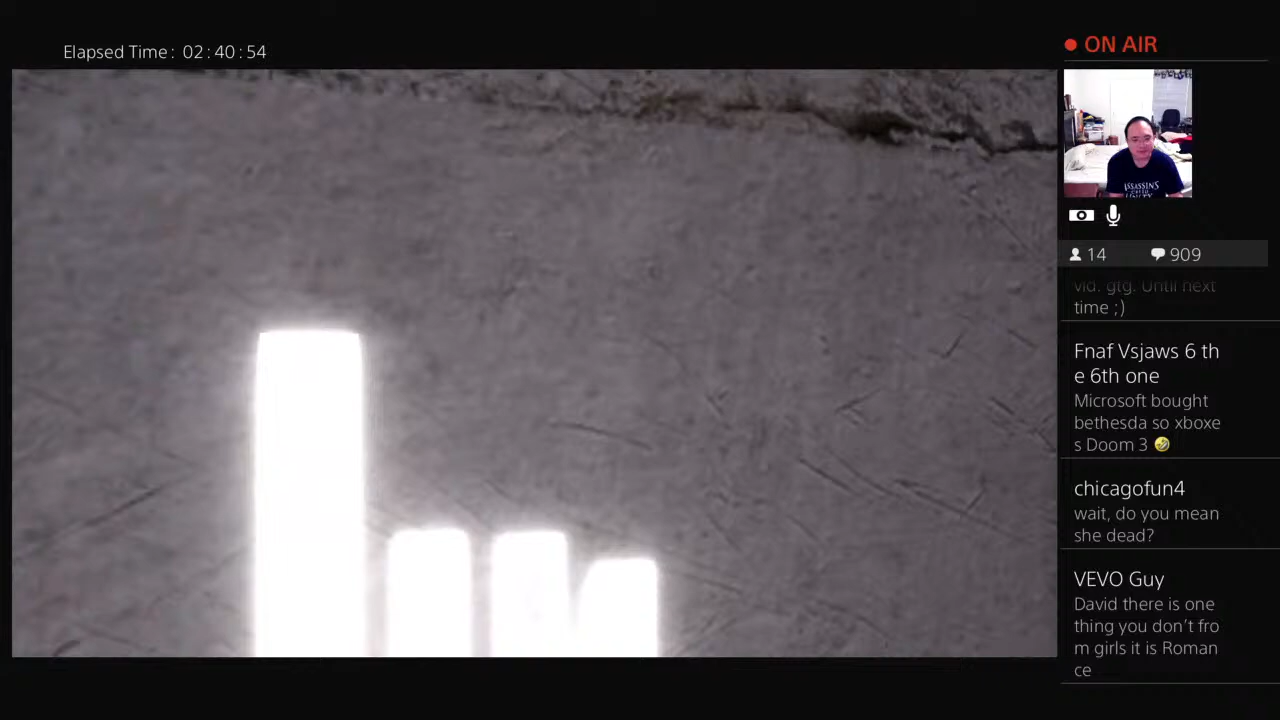 Elapsed Time: 02:40:54
ON AIR
ASSASSINS
14 909
vid. gtg. Until next
time ;)
Fnaf Vsjaws 6 th
e 6th one
Microsoft bought
bethesda so xboxe
s Doom 3 🤣
chicagofun4
wait, do you mean
she dead?
VEVO Guy
David there is one
thing you don't fro
m girls it is Roman
ce